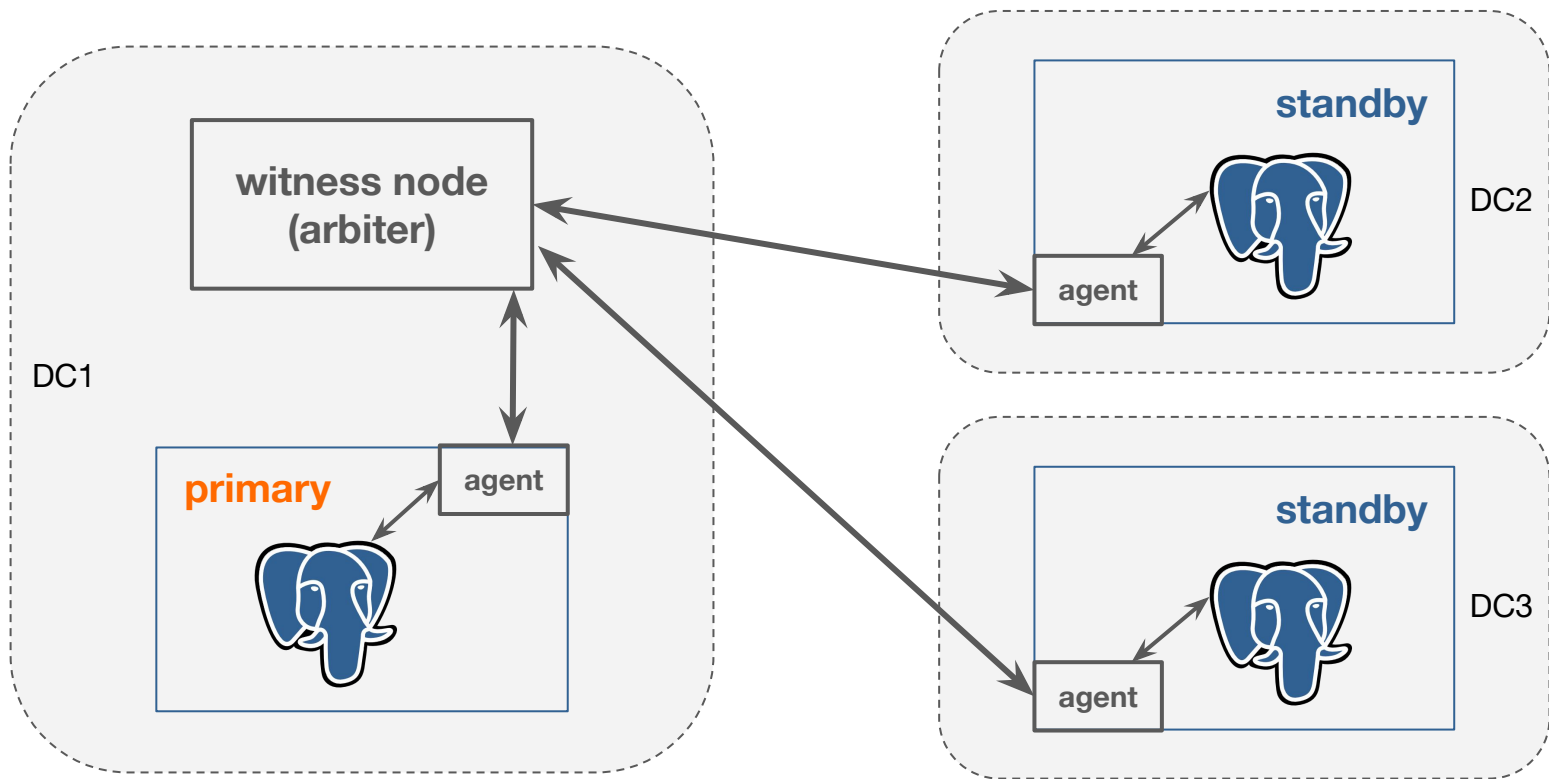 witness node
(arbiter)
DC1
primary
agent
standby
DC2
agent
standby
DC3
agent